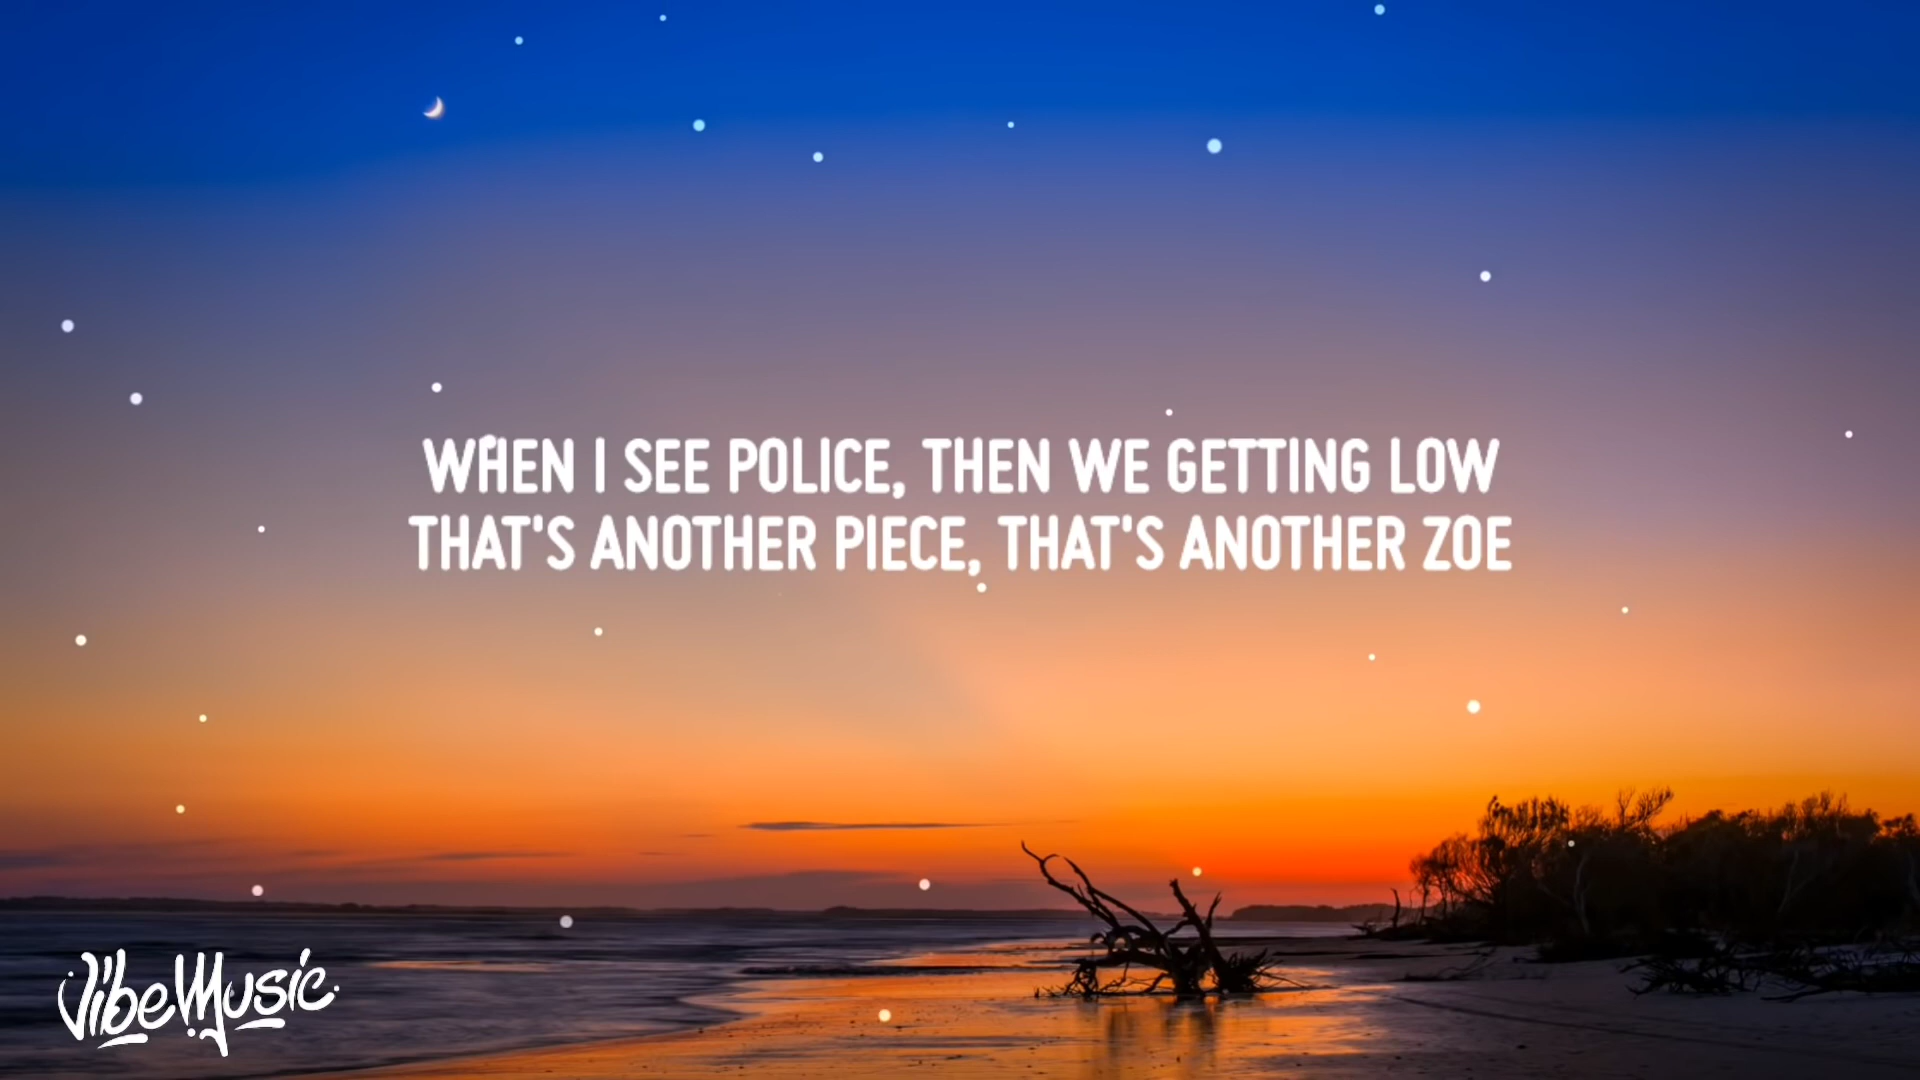 WHEN I SEE POLICE, THEN WE GETTING LOW
THAT'S ANOTHER PIECE, THAT'S ANOTHER ZOE
VibeMusic